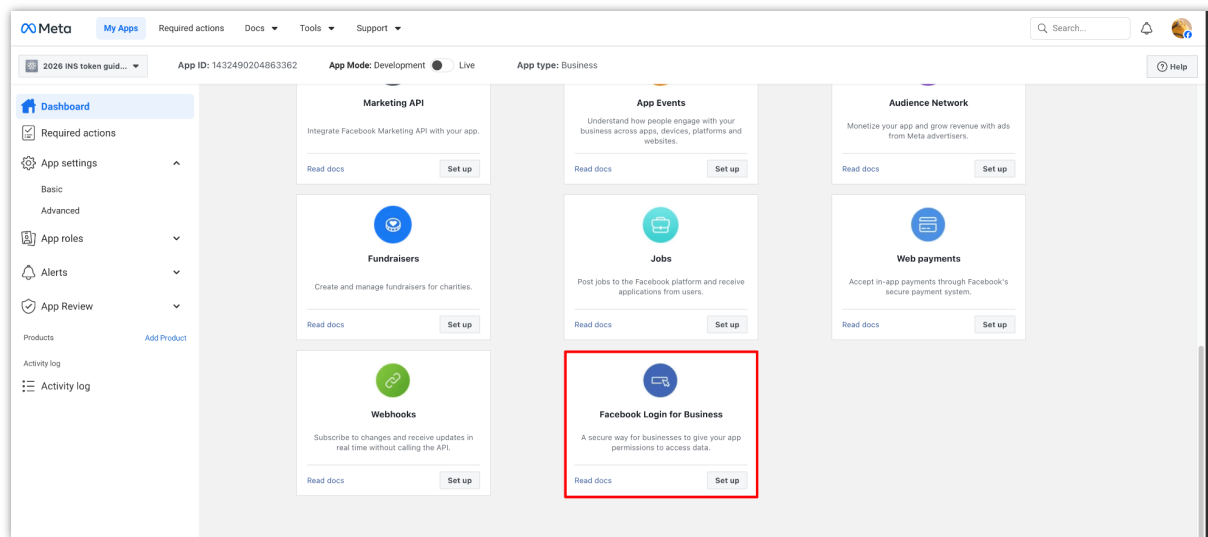 Meta
My Apps
Required actions
Docs
Tools
Support
Search...
2026 INS token guid...
App ID: 1432490204863362
App Mode: Development
Live
App type: Business
Help
Dashboard
Required actions
App settings
Basic
Advanced
App roles
Alerts
App Review
Products
Add Product
Activity log
Activity log
Marketing API
Integrate Facebook Marketing API with your app.
Read docs
Set up
App Events
Understand how people engage with your
business across apps, devices, platforms and
websites.
Read docs
Set up
Audience Network
Monetize your app and grow revenue with ads
from Meta advertisers.
Read docs
Set up
Fundraisers
Create and manage fundraisers for charities.
Read docs
Set up
Jobs
Post jobs to the Facebook platform and receive
applications from users.
Read docs
Set up
Web payments
Accept in-app payments through Facebook's
secure payment system.
Read docs
Set up
Webhooks
Subscribe to changes and receive updates in
real time without calling the API.
Read docs
Set up
Facebook Login for Business
A secure way for businesses to give your app
permissions to access data.
Read docs
Set up